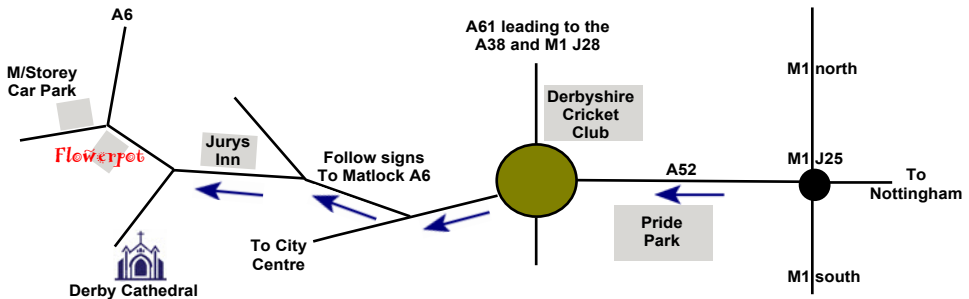 A6
A61 leading to the
A38 and M1 J28
M/Storey
Car Park
M1 north
Derbyshire
Cricket
Club
Flowerpot
Jurys
Inn
Follow signs
To Matlock A6
M1 J25
A52
To
Nottingham
Pride
Park
To City
Centre
M1 south
Derby Cathedral